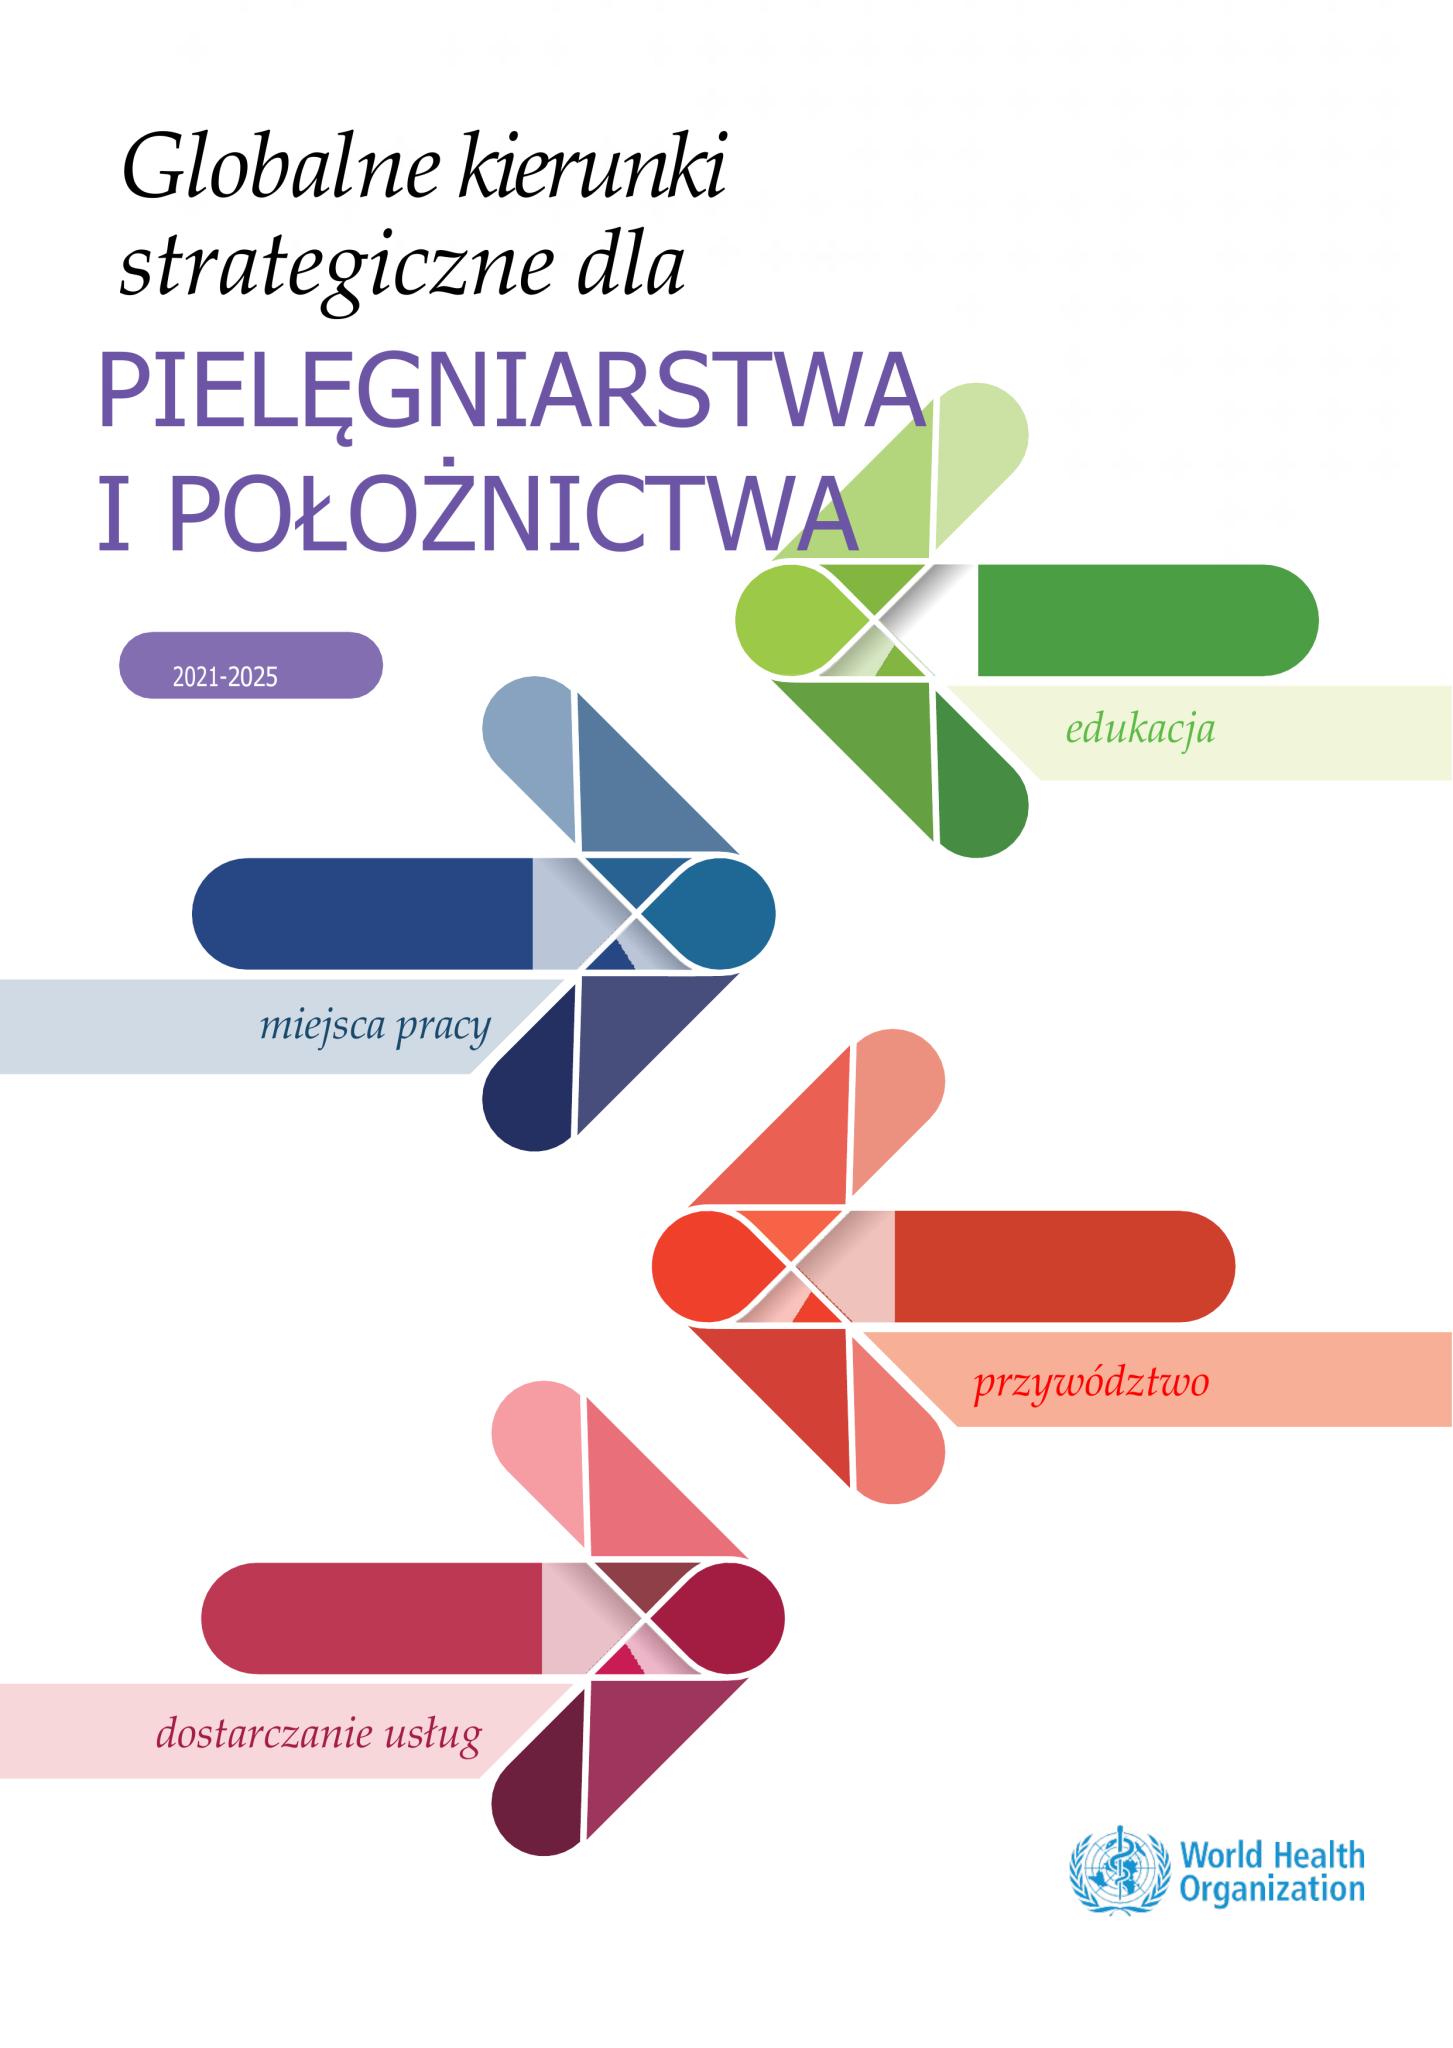 Globalne kierunki
strategiczne dla
PIELĘGNIARSTWA
I POŁOŻNICTWA
2021-2025
edukacja
miejsca pracy
przywództwo
dostarczanie usług
World Health
Organization